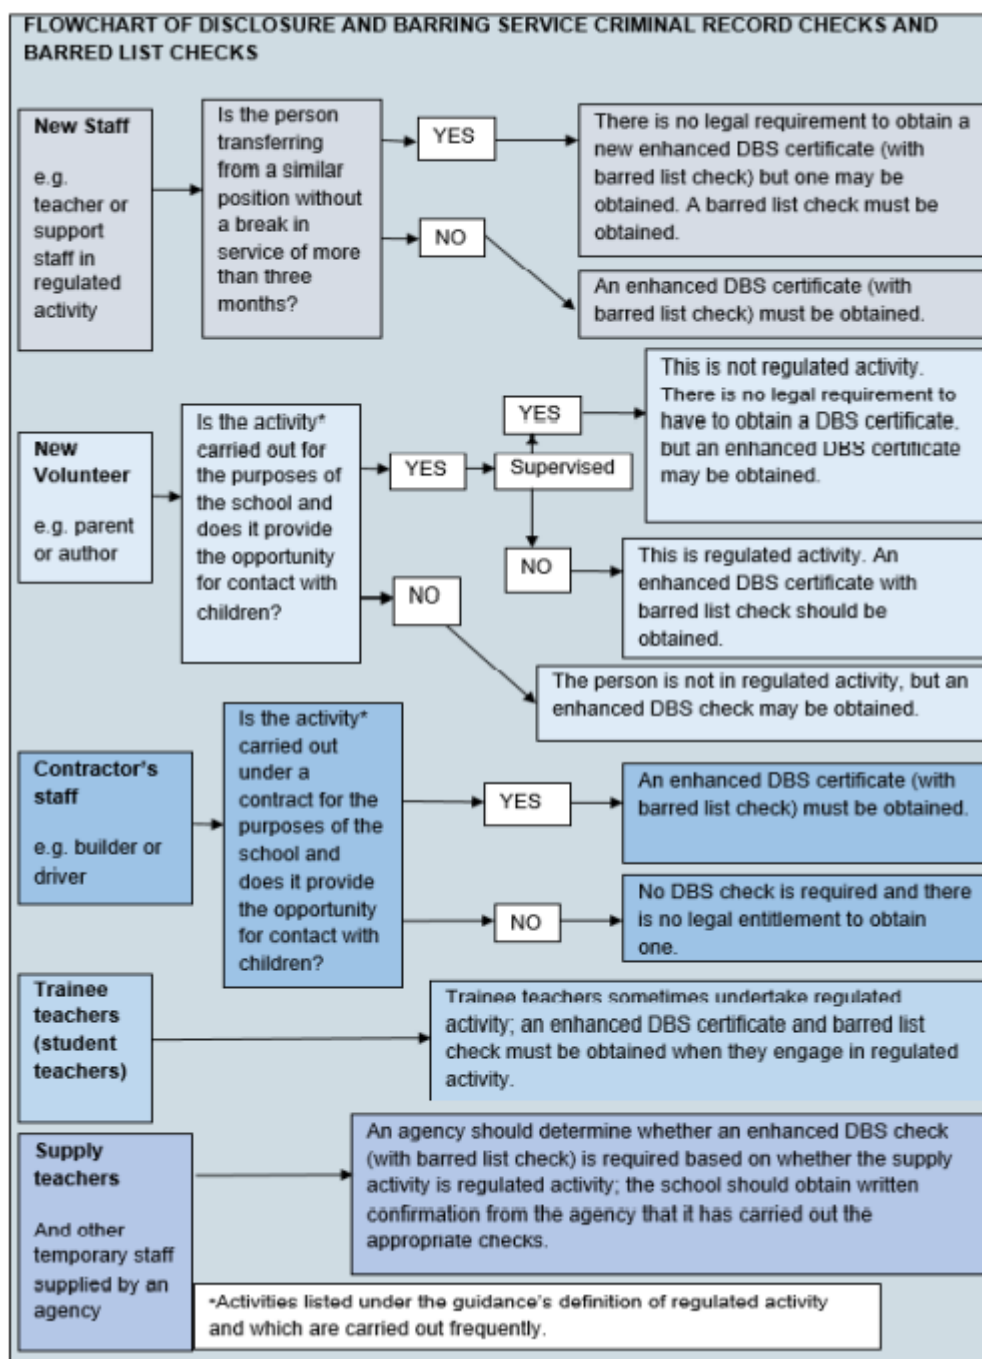 FLOWCHART OF DISCLOSURE AND BARRING SERVICE CRIMINAL RECORD CHECKS AND
BARRED LIST CHECKS
New Staff
e.g.
teacher or
support
staff in
regulated
activity
Is the person
transferring
from a similar
position without
a break in
service of more
than three
months?
YES
There is no legal requirement to obtain a
new enhanced DBS certificate (with
barred list check) but one may be
obtained. A barred list check must be
obtained.
NO
An enhanced DBS certificate (with
barred list check) must be obtained.
New
Volunteer
e.g. parent
or author
Is the activity*
carried out for
the purposes of
the school and
does it provide
the opportunity
for contact with
children?
YES
Supervised
YES
This is not regulated activity.
There is no legal requirement to
have to obtain a DBS certificate,
but an enhanced DBS certificate
may be obtained.
NO
This is regulated activity. An
enhanced DBS certificate with
barred list check should be
obtained.
NO
The person is not in regulated activity, but an
enhanced DBS check may be obtained.
Contractor's
staff
e.g. builder or
driver
Is the activity*
carried out
under a
contract for the
purposes of the
school and
does it provide
the opportunity
for contact with
children?
YES
An enhanced DBS certificate (with
barred list check) must be obtained.
NO
No DBS check is required and there
is no legal entitlement to obtain
one.
Trainee
teachers
(student
teachers)
Trainee teachers sometimes undertake regulated
activity; an enhanced DBS certificate and barred list
check must be obtained when they engage in regulated
activity.
Supply
teachers
And other
temporary staff
supplied by an
agency
An agency should determine whether an enhanced DBS check
(with barred list check) is required based on whether the supply
activity is regulated activity; the school should obtain written
confirmation from the agency that it has carried out the
appropriate checks.
*Activities listed under the guidance's definition of regulated activity
and which are carried out frequently.